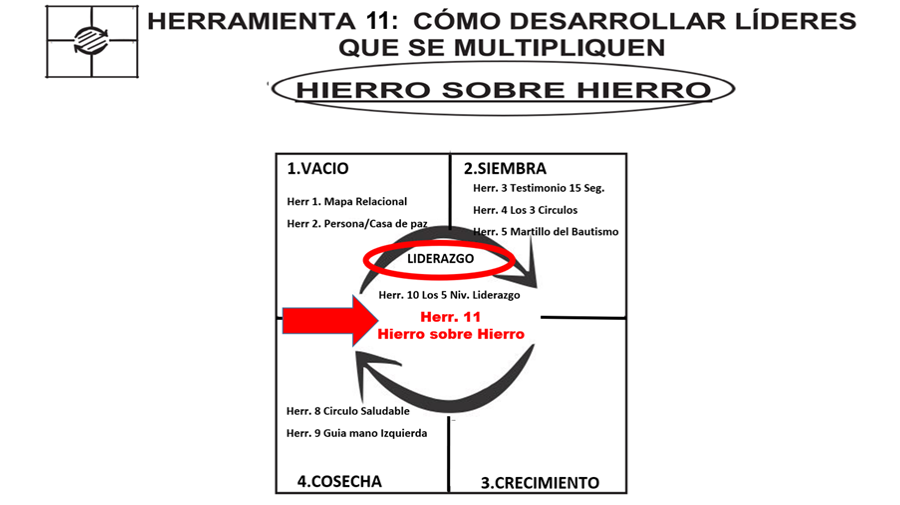 HERRAMIENTA 11: CÓMO DESARROLLAR LÍDERES
QUE SE MULTIPLIQUEN
HIERRO SOBRE HIERRO
1.VACIO
Herr 1. Mapa Relacional
Herr 2. Persona/Casa de paz
2.SIEMBRA
Herr. 3 Testimonio 15 Seg.
Herr. 4 Los 3 Circulos
Herr. 5 Martillo del Bautismo
LIDERAZGO
Herr. 10 Los 5 Niv. Liderazgo
Herr. 11
Hierro sobre Hierro
Herr. 8 Circulo Saludable
Herr. 9 Guia mano Izquierda
4.COSECHA
3.CRECIMIENTO